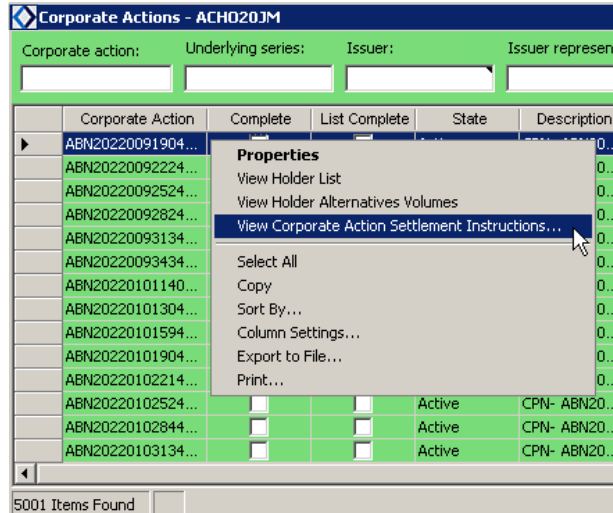 Corporate Actions - ACHO20JM
Corporate action: Underlying series: Issuer: Issuer represen
Corporate Action Complete List Complete State Description
ABN20220091904...
ABN20220092224...
ABN20220092524...
ABN20220092824...
ABN20220093134...
ABN20220093434...
ABN20220101140...
ABN20220101304...
ABN20220101594...
ABN20220101904...
ABN20220102214...
ABN20220102524... Active CPN- ABN20...
ABN20220102844... Active CPN- ABN20...
ABN20220103134... Active CPN- ABN20...
Properties
View Holder List
View Holder Alternatives Volumes
View Corporate Action Settlement Instructions...
Select All
Copy
Sort By...
Column Settings...
Export to File...
Print...
5001 Items Found